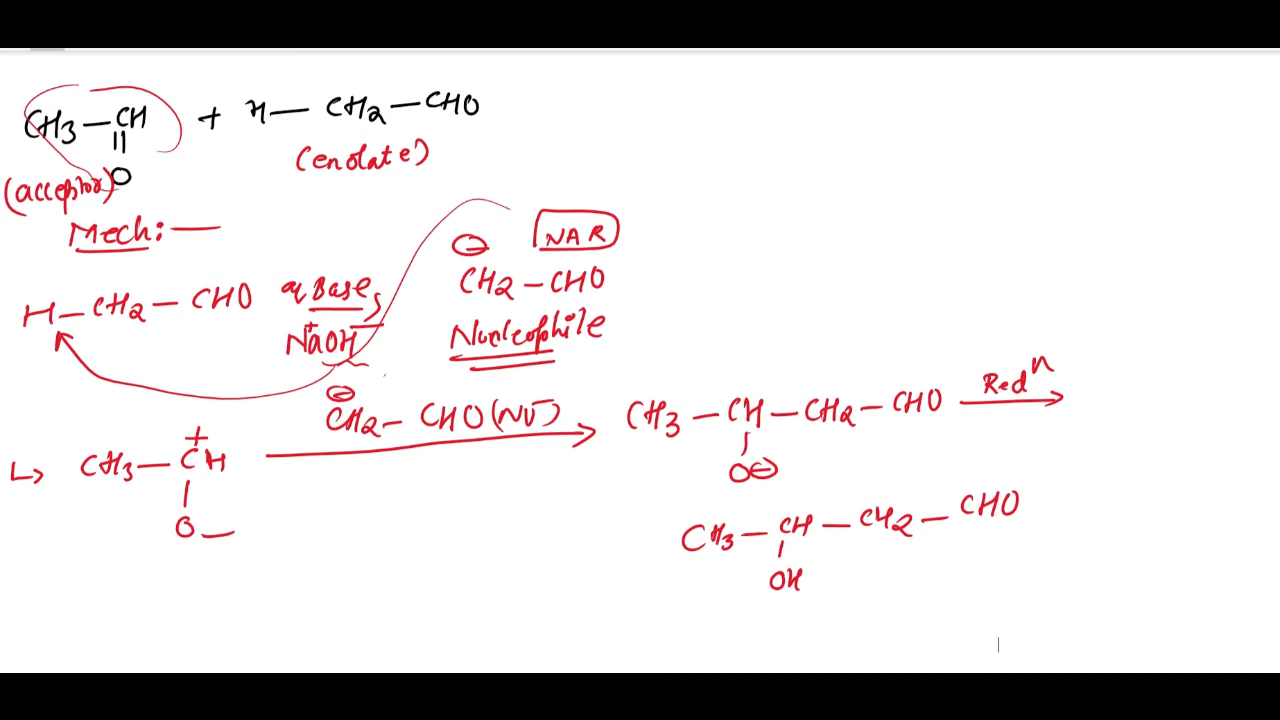 CH3 — CH + H — CH2 — CHO
||
O
(acceptor) (enolate)
Mech: —
NAR
⊖
H — CH2 — CHO CH2 — CHO
Base,
NaOH Nucleophile
+
⊖
CH2 — CHO (Nu⁻)
CH3 — CH — CH2 — CHO Redⁿ →
|
O⊖
+
↳ CH3 — CH →
|
O —
CH3 — CH — CH2 — CHO
|
OH